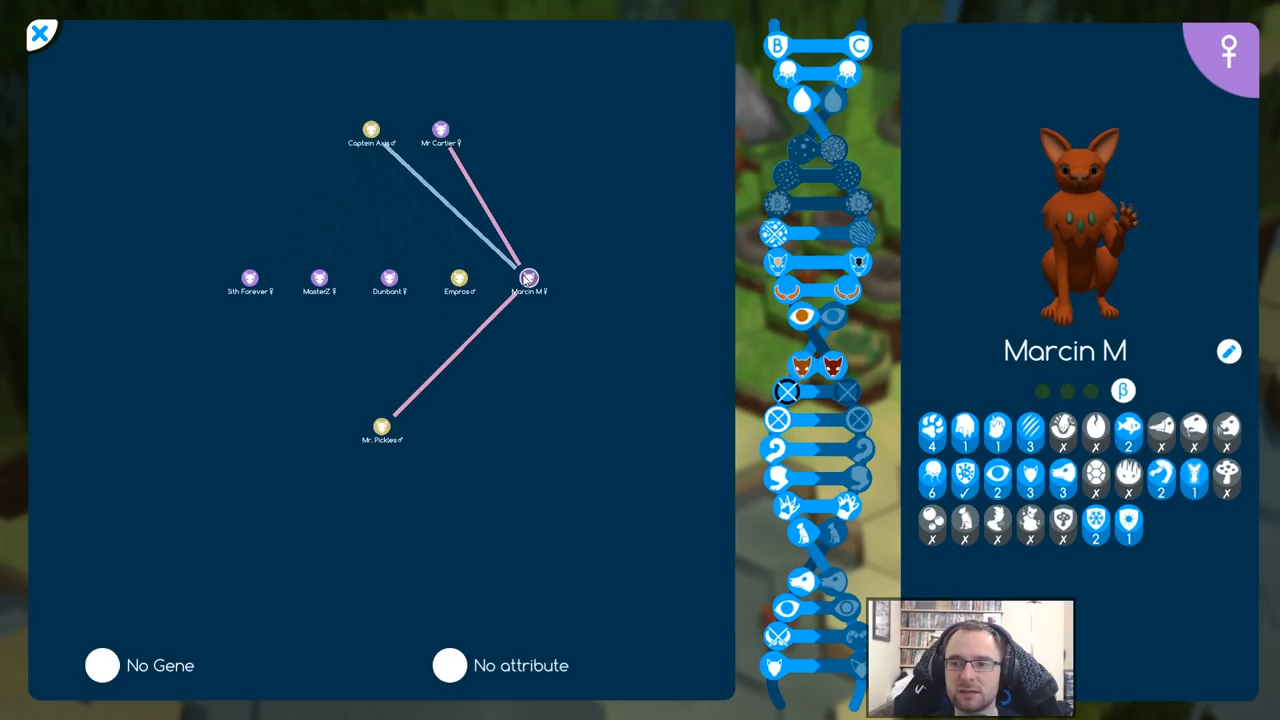 B C
Captein Axis♂ Mr Cartier♀
B D
Sith Forever♀ MasterZ♀ Dunbant♀ Empros♂ Marcin M♀
Marcin M
β
Mr. Pickles♂
4 1 1 3 x x 2 x x x
6 ✓ 2 3 3 x x 2 1 x
x x x x x 2 1
No Gene No attribute